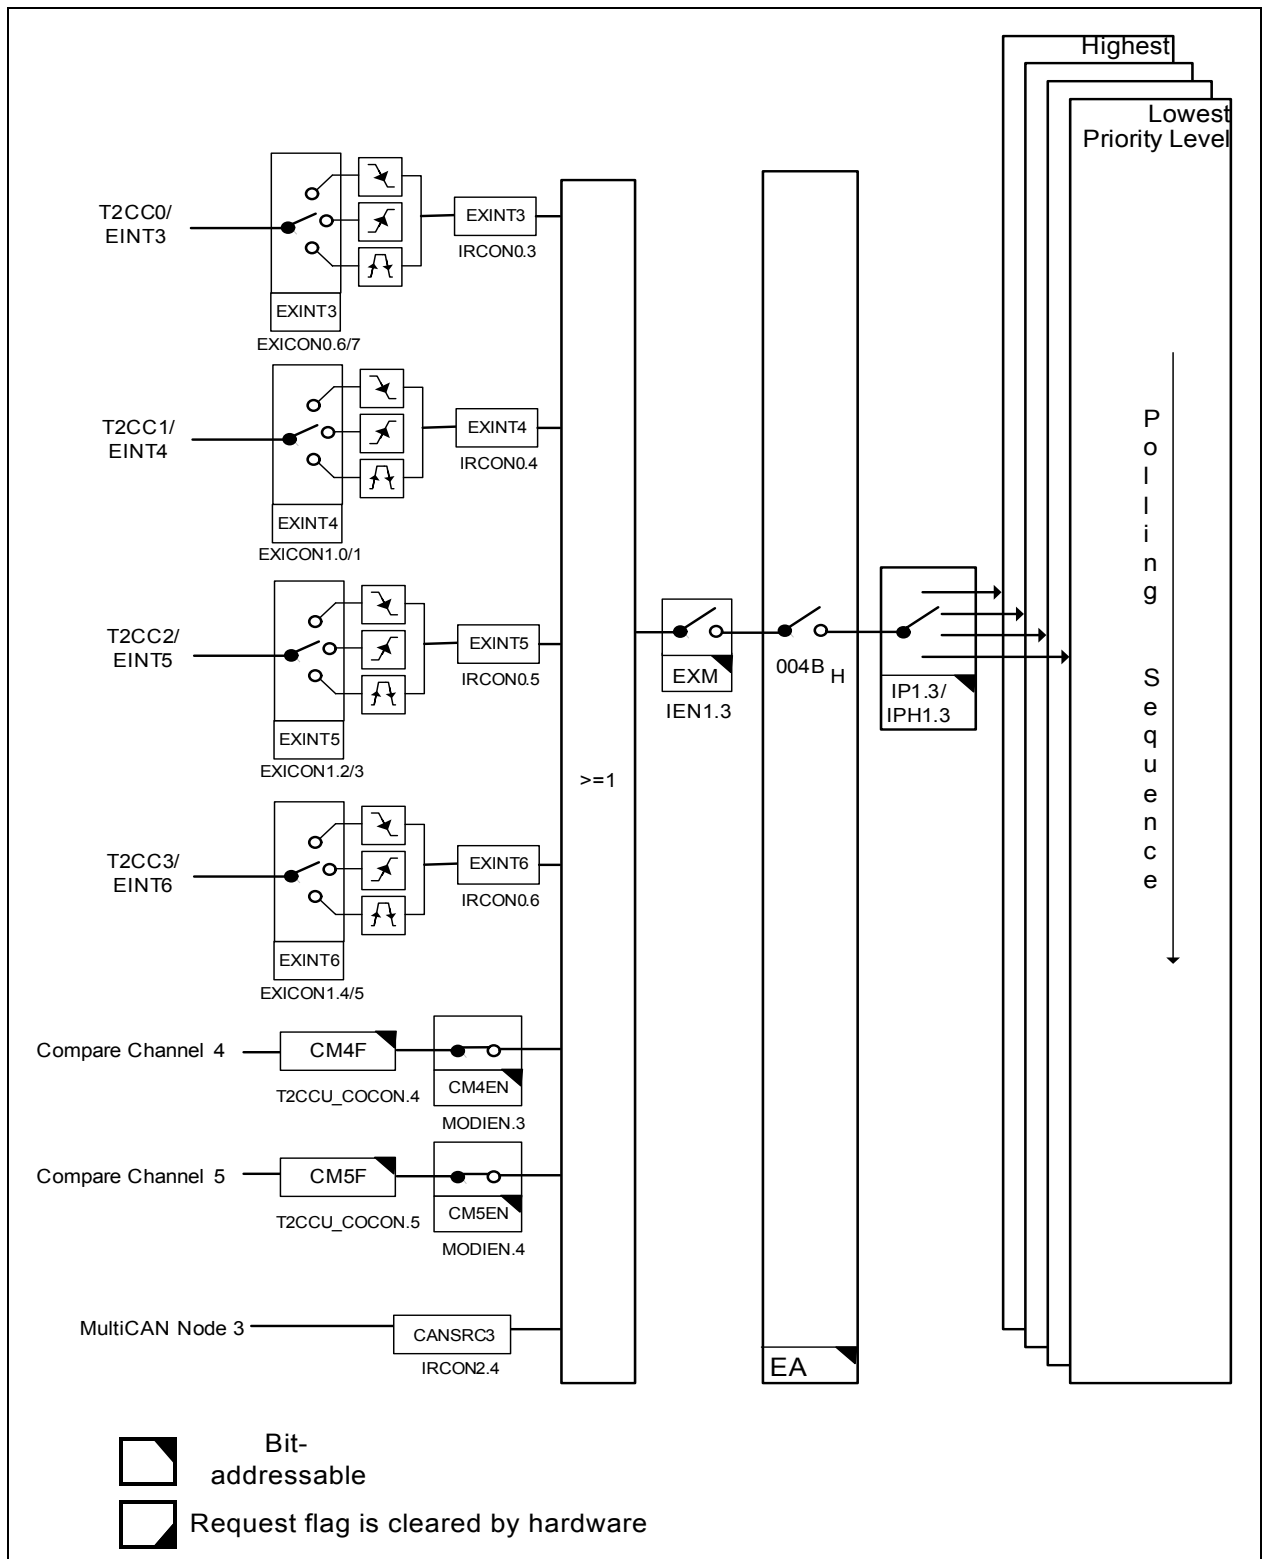 Highest
Lowest
Priority Level
T2CC0/
EINT3
EXINT3
IRCON0.3
EXINT3
EXICON0.6/7
T2CC1/
EINT4
EXINT4
IRCON0.4
EXINT4
EXICON1.0/1
T2CC2/
EINT5
EXINT5
IRCON0.5
EXINT5
EXICON1.2/3
T2CC3/
EINT6
EXINT6
IRCON0.6
EXINT6
EXICON1.4/5
Compare Channel 4
CM4F
T2CCU_COCON.4
CM4EN
MODIEN.3
Compare Channel 5
CM5F
T2CCU_COCON.5
CM5EN
MODIEN.4
MultiCAN Node 3
CANSRC3
IRCON2.4
>=1
EXM
IEN1.3
004B H
EA
IP1.3/
IPH1.3
Polling Sequence
Bit-
addressable
Request flag is cleared by hardware